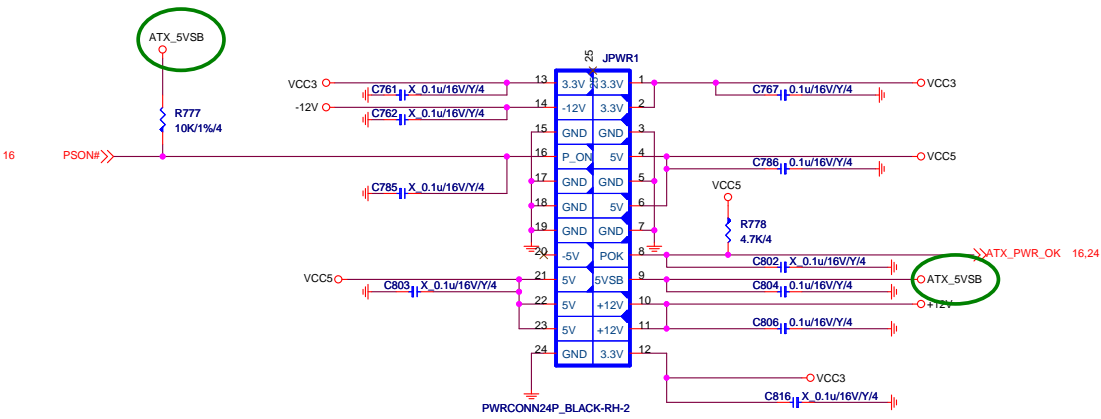 ATX_5VSB
25
JPWR1
25
VCC3
C761 X_0.1u/16V/Y/4
13
3.3V
3.3V
1
VCC3
C767 0.1u/16V/Y/4
-12V
C762 X_0.1u/16V/Y/4
14
-12V
3.3V
2
R777
10K/1%/4
15
GND
GND
3
16
PSON#
16
P_ON
5V
4
VCC5
C786 0.1u/16V/Y/4
17
GND
GND
5
C785 X_0.1u/16V/Y/4
VCC5
18
GND
5V
6
19
GND
GND
7
R778
4.7K/4
20
-5V
POK
8
ATX_PWR_OK 16,24
C802 X_0.1u/16V/Y/4
VCC5
21
5V
5VSB
9
ATX_5VSB
C803 X_0.1u/16V/Y/4
C804 0.1u/16V/Y/4
22
5V
+12V
10
+12V
23
5V
+12V
11
C806 0.1u/16V/Y/4
24
GND
3.3V
12
VCC3
C816 X_0.1u/16V/Y/4
PWRCONN24P_BLACK-RH-2